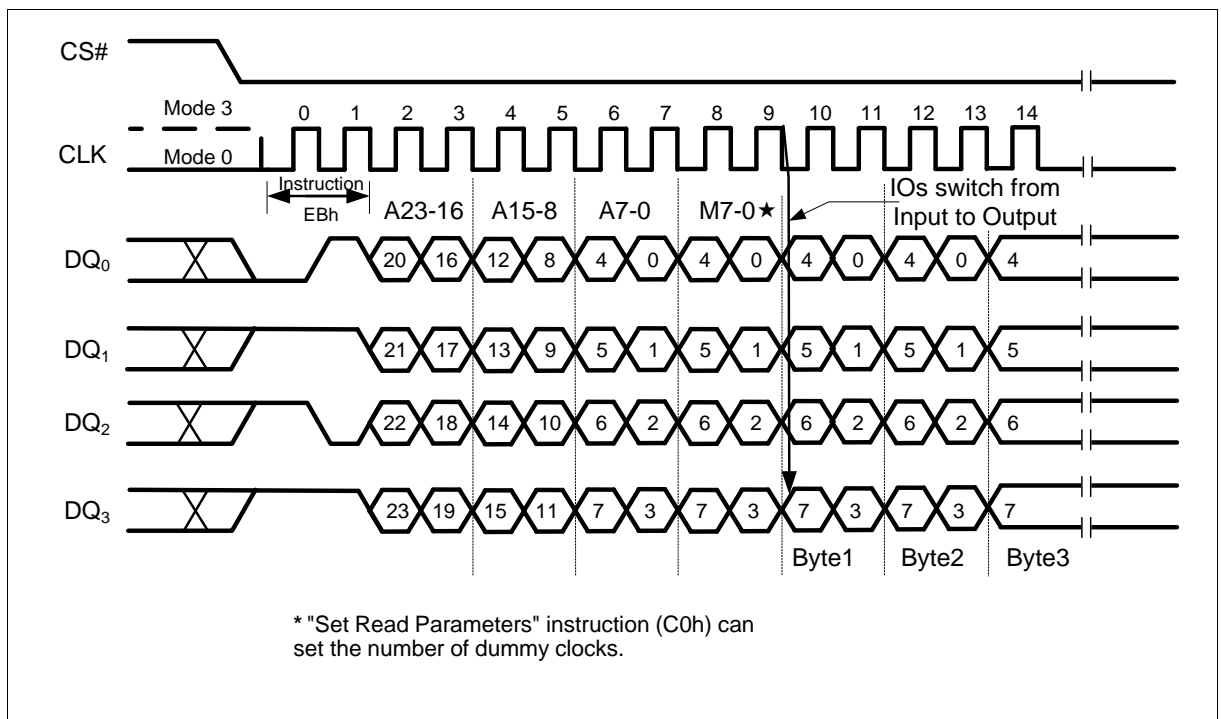 CS#
Mode 3
0 1 2 3 4 5 6 7 8 9 10 11 12 13 14
CLK
Mode 0
Instruction
EBh
A23-16 A15-8 A7-0 M7-0★
IOs switch from
Input to Output
DQ₀ 20 16 12 8 4 0 4 0 4 0 4 0 4
DQ₁ 21 17 13 9 5 1 5 1 5 1 5 1 5
DQ₂ 22 18 14 10 6 2 6 2 6 2 6 2 6
DQ₃ 23 19 15 11 7 3 7 3 7 3 7 3 7
Byte1 Byte2 Byte3
* "Set Read Parameters" instruction (C0h) can
set the number of dummy clocks.